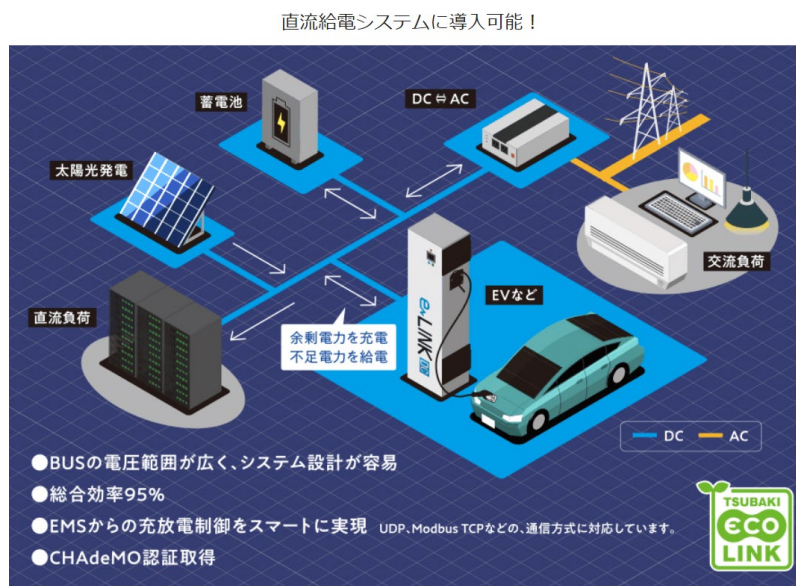 直流給電システムに導入可能！
蓄電池
DC⇔AC
太陽光発電
交流負荷
EVなど
直流負荷
e-LINK
余剰電力を充電
不足電力を給電
DC AC
●BUSの電圧範囲が広く、システム設計が容易
●総合効率95%
●EMSからの充放電制御をスマートに実現 UDP、Modbus TCPなどの、通信方式に対応しています。
●CHAdeMO認証取得
TSUBAKI
ECO
LINK